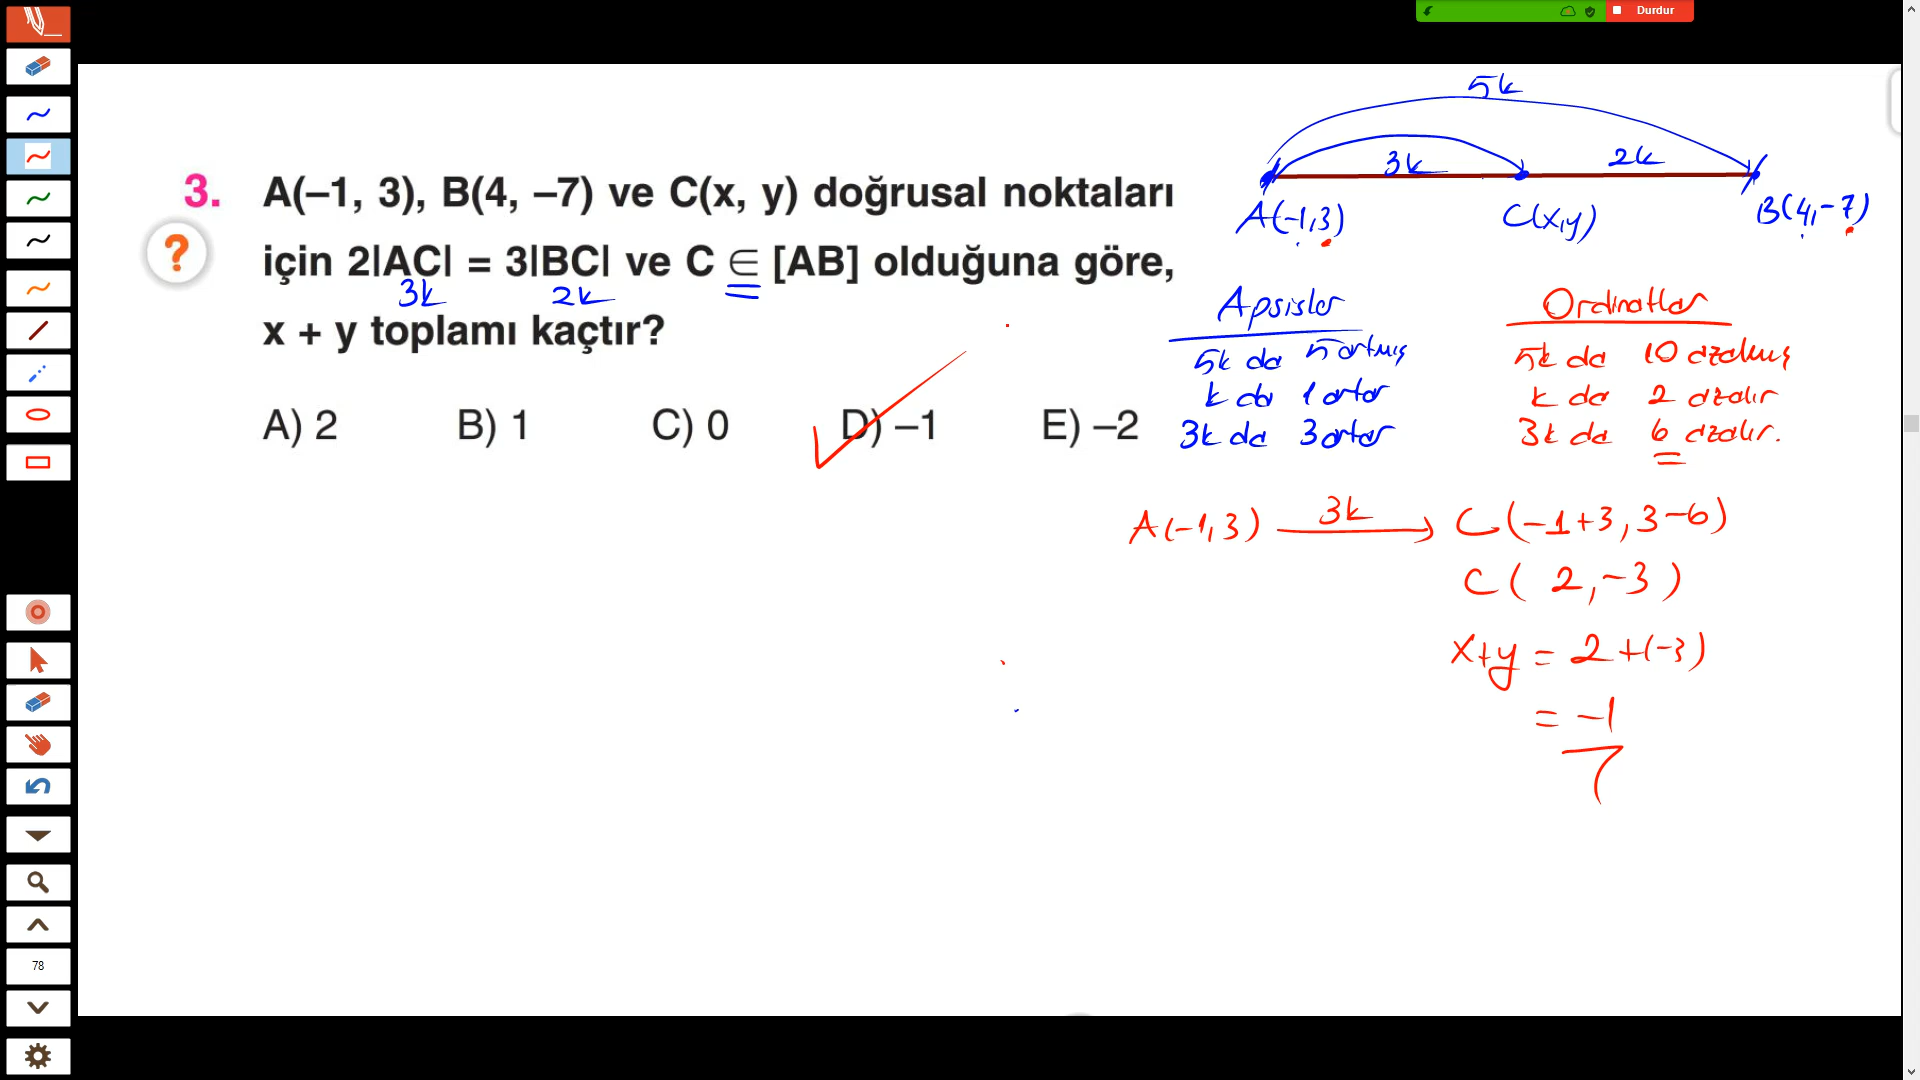 Durdur
3. A(–1, 3), B(4, –7) ve C(x, y) doğrusal noktaları
? için 2|AC| = 3|BC| ve C ∈ [AB] olduğuna göre,
3k 2k
x + y toplamı kaçtır?
A) 2 B) 1 C) 0 D) –1 E) –2
5k
3k 2k
A(-1,3) C(x,y) B(4,-7)
Apsisler
5k da 5 artmış
k da 1 artar
3k da 3 artar
Ordinatlar
5k da 10 azalmış
k da 2 azalır
3k da 6 azalır.
A(-1,3) 3k → C(-1+3, 3-6)
C( 2, -3 )
x+y = 2+(-3)
= -1
78